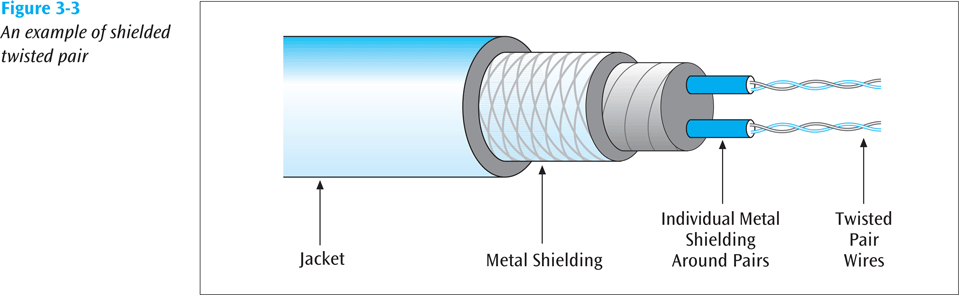 Figure 3-3
An example of shielded
twisted pair
Jacket
Metal Shielding
Individual Metal
Shielding
Around Pairs
Twisted
Pair
Wires